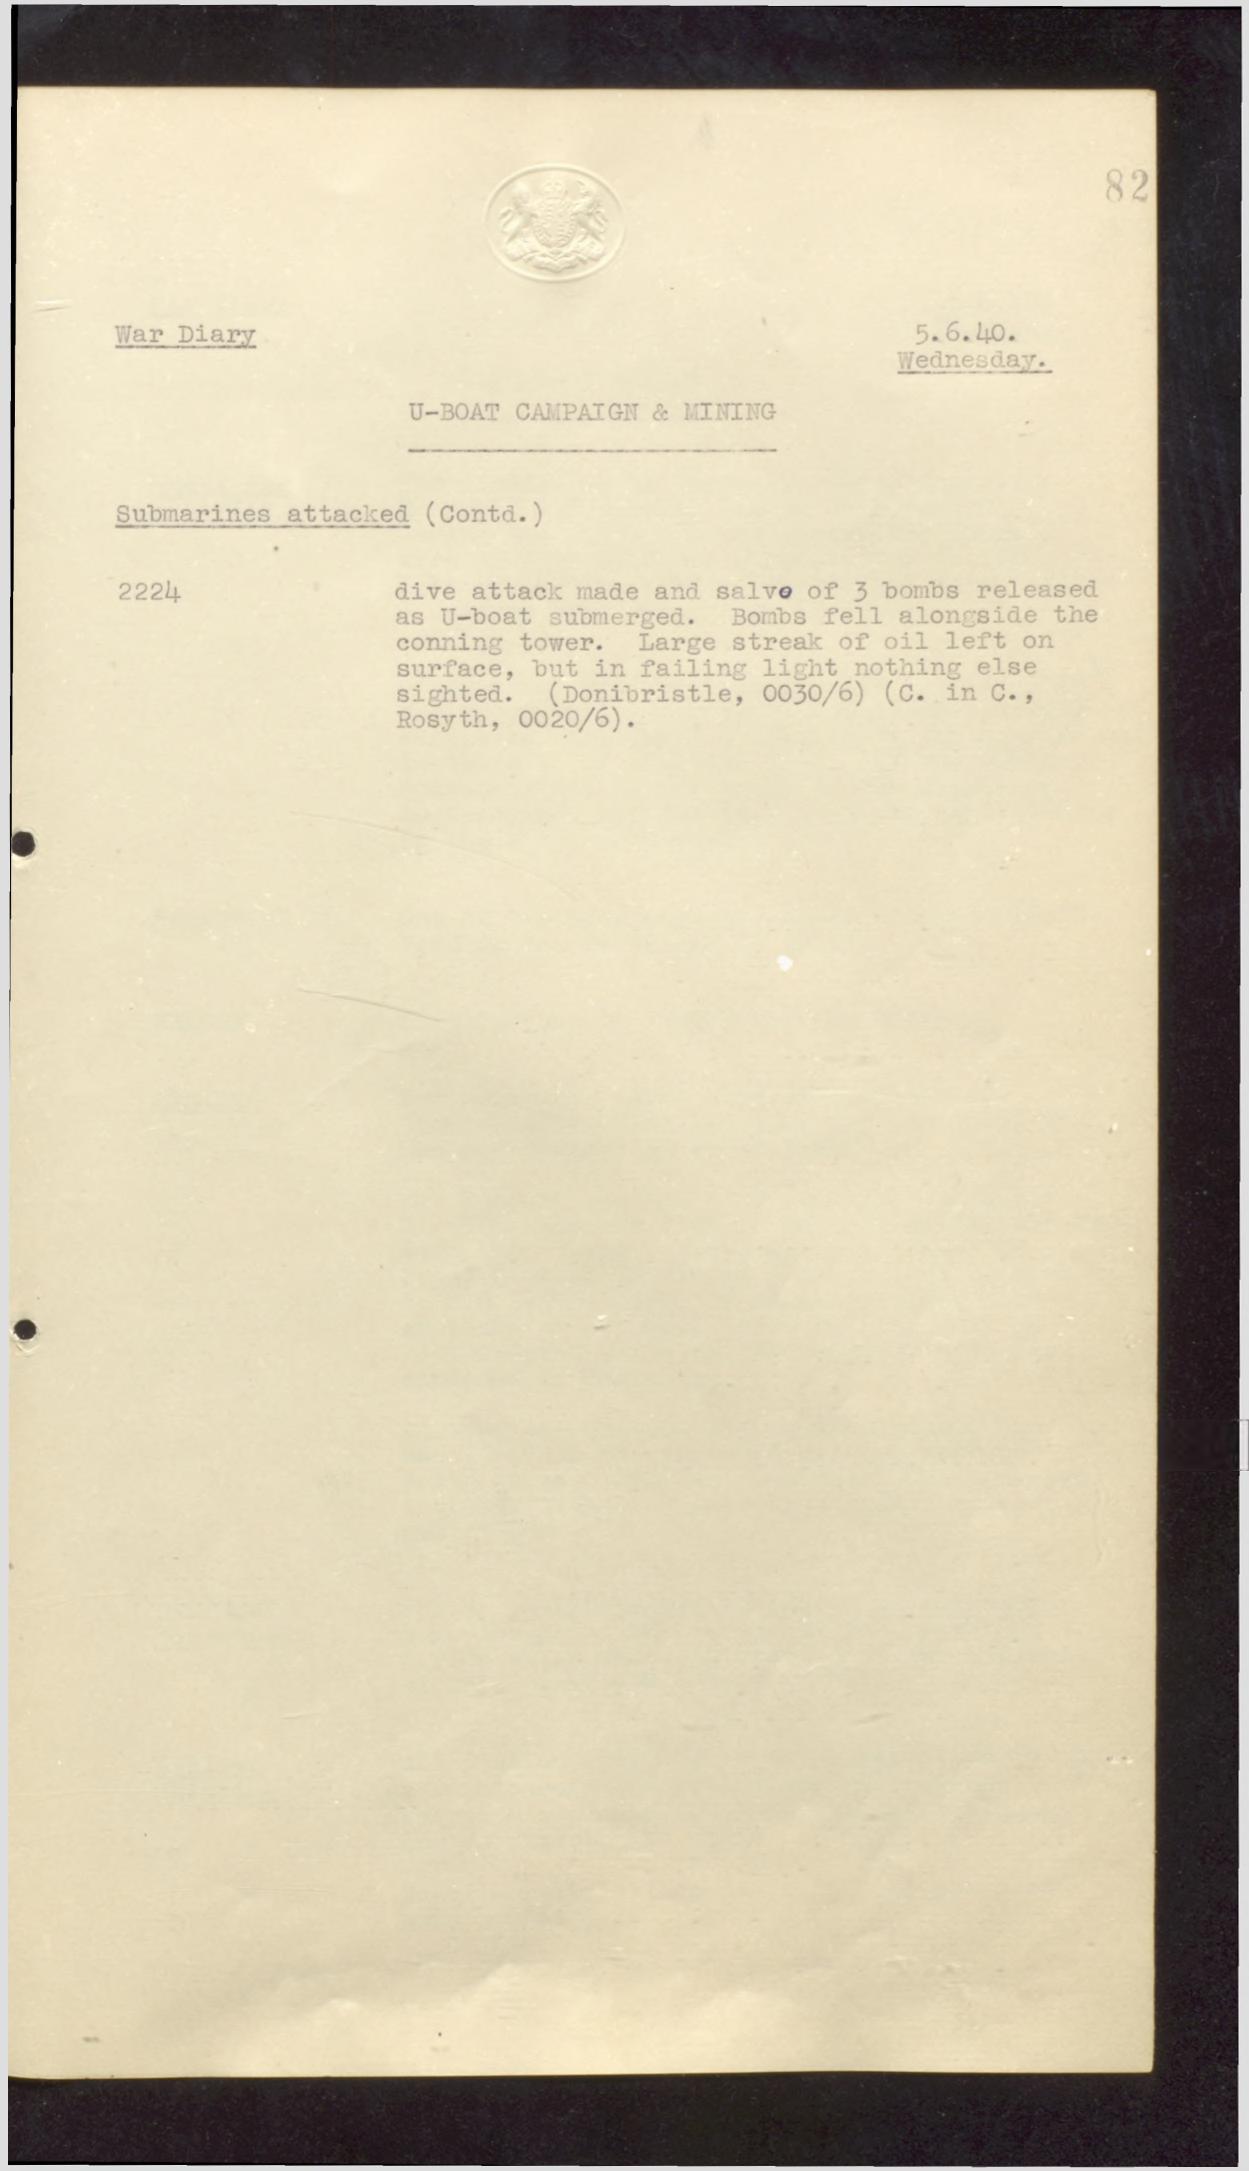 82
War Diary 5.6.40.
Wednesday.
U-BOAT CAMPAIGN & MINING
Submarines attacked (Contd.)
2224 dive attack made and salvo of 3 bombs released
as U-boat submerged. Bombs fell alongside the
conning tower. Large streak of oil left on
surface, but in failing light nothing else
sighted. (Donibristle, 0030/6) (C. in C.,
Rosyth, 0020/6).